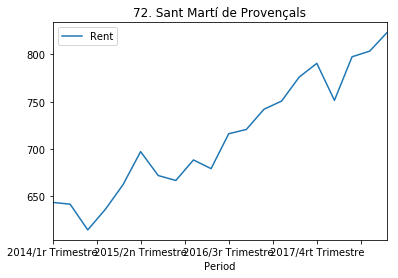 72. Sant Martí de Provençals
Rent
800
750
700
650
2014/1r Trimestre 2015/2n Trimestre 2016/3r Trimestre 2017/4rt Trimestre
Period